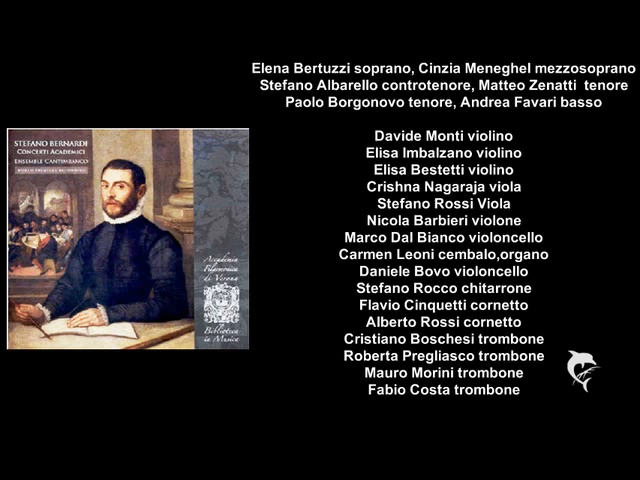 Elena Bertuzzi soprano, Cinzia Meneghel mezzosoprano
Stefano Albarello controtenore, Matteo Zenatti  tenore
Paolo Borgonovo tenore, Andrea Favari basso
Davide Monti violino
Elisa Imbalzano violino
Elisa Bestetti violino
Crishna Nagaraja viola
Stefano Rossi Viola
Nicola Barbieri violone
Marco Dal Bianco violoncello
Carmen Leoni cembalo,organo
Daniele Bovo violoncello
Stefano Rocco chitarrone
Flavio Cinquetti cornetto
Alberto Rossi cornetto
Cristiano Boschesi trombone
Roberta Pregliasco trombone
Mauro Morini trombone
Fabio Costa trombone
STEFANO BERNARDI
CONCERTI ACADEMICI
ENSEMBLE CANTIMBANCO
WORLD PREMIERE RECORDING
Accademia
Filarmonica
di Verona
Biblioteca
in Musica